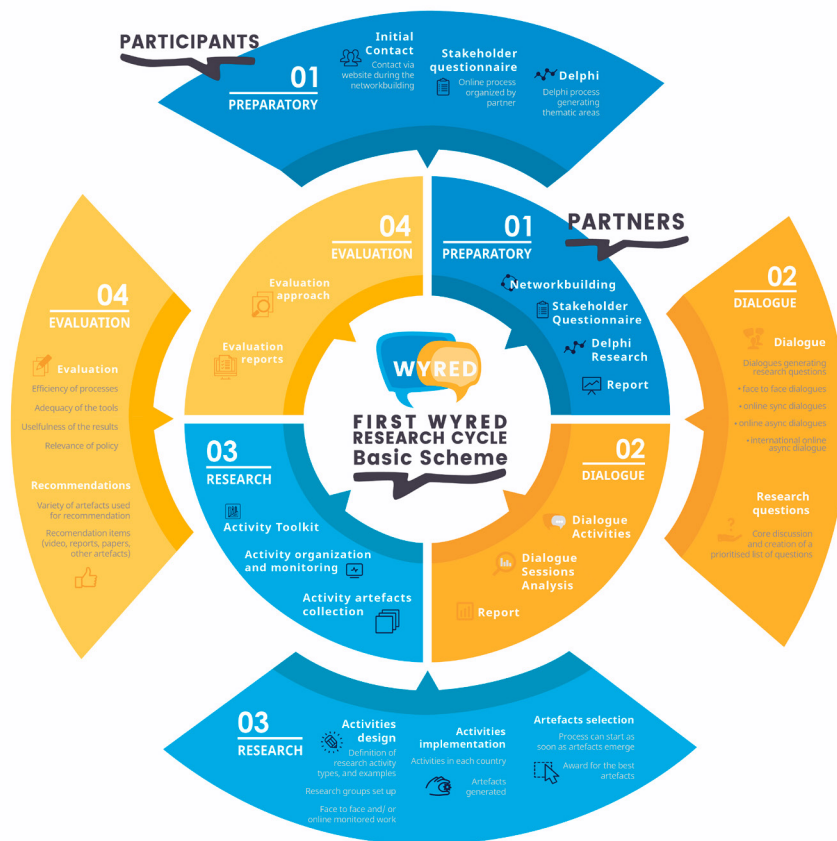 PARTICIPANTS
01
PREPARATORY
Initial
Contact
Contact via
website during the
networkbuilding
Stakeholder
questionnaire
Online process
organized by
partner
Delphi
Delphi process
generating
thematic areas
PARTNERS
01
PREPARATORY
Networkbuilding
Stakeholder
Questionnaire
Delphi
Research
Report
02
DIALOGUE
Dialogue
Activities
Dialogue
Sessions
Analysis
Report
03
RESEARCH
Activity Toolkit
Activity organization
and monitoring
Activity artefacts
collection
04
EVALUATION
Evaluation
approach
Evaluation
reports
WYRED
FIRST WYRED
RESEARCH CYCLE
Basic Scheme
02
DIALOGUE
Dialogue
Dialogues generating
research questions
• face to face dialogues
• online sync dialogues
• online async dialogues
• international online
async dialogue
Research
questions
Core discussion
and creation of a
prioritised list of questions
03
RESEARCH
Activities
design
Definition of
research activity
types, and examples
Research groups set up
Face to face and/ or
online monitored work
Activities
implementation
Activities in each country
Artefacts
generated
Artefacts selection
Process can start as
soon as artefacts emerge
Award for the best
artefacts
04
EVALUATION
Evaluation
Efficiency of processes
Adequacy of the tools
Uselfulness of the results
Relevance of policy
Recommendations
Variety of artefacts used
for recommendation
Recomendation items
(video, reports, papers,
other artefacts)